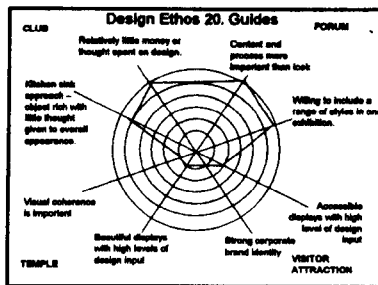 Design Ethos 20. Guides
CLUB
FORUM
Relatively little money or
thought spent on design.
Content and
process more
important than look
Kitchen sink
approach –
object rich with
little thought
given to overall
appearance.
Willing to include a
range of styles in one
exhibition.
Visual coherence
is important
Accessible
displays with high
level of design
input
Beautiful displays
with high levels of
design input
Strong corporate
brand identity
TEMPLE
VISITOR
ATTRACTION